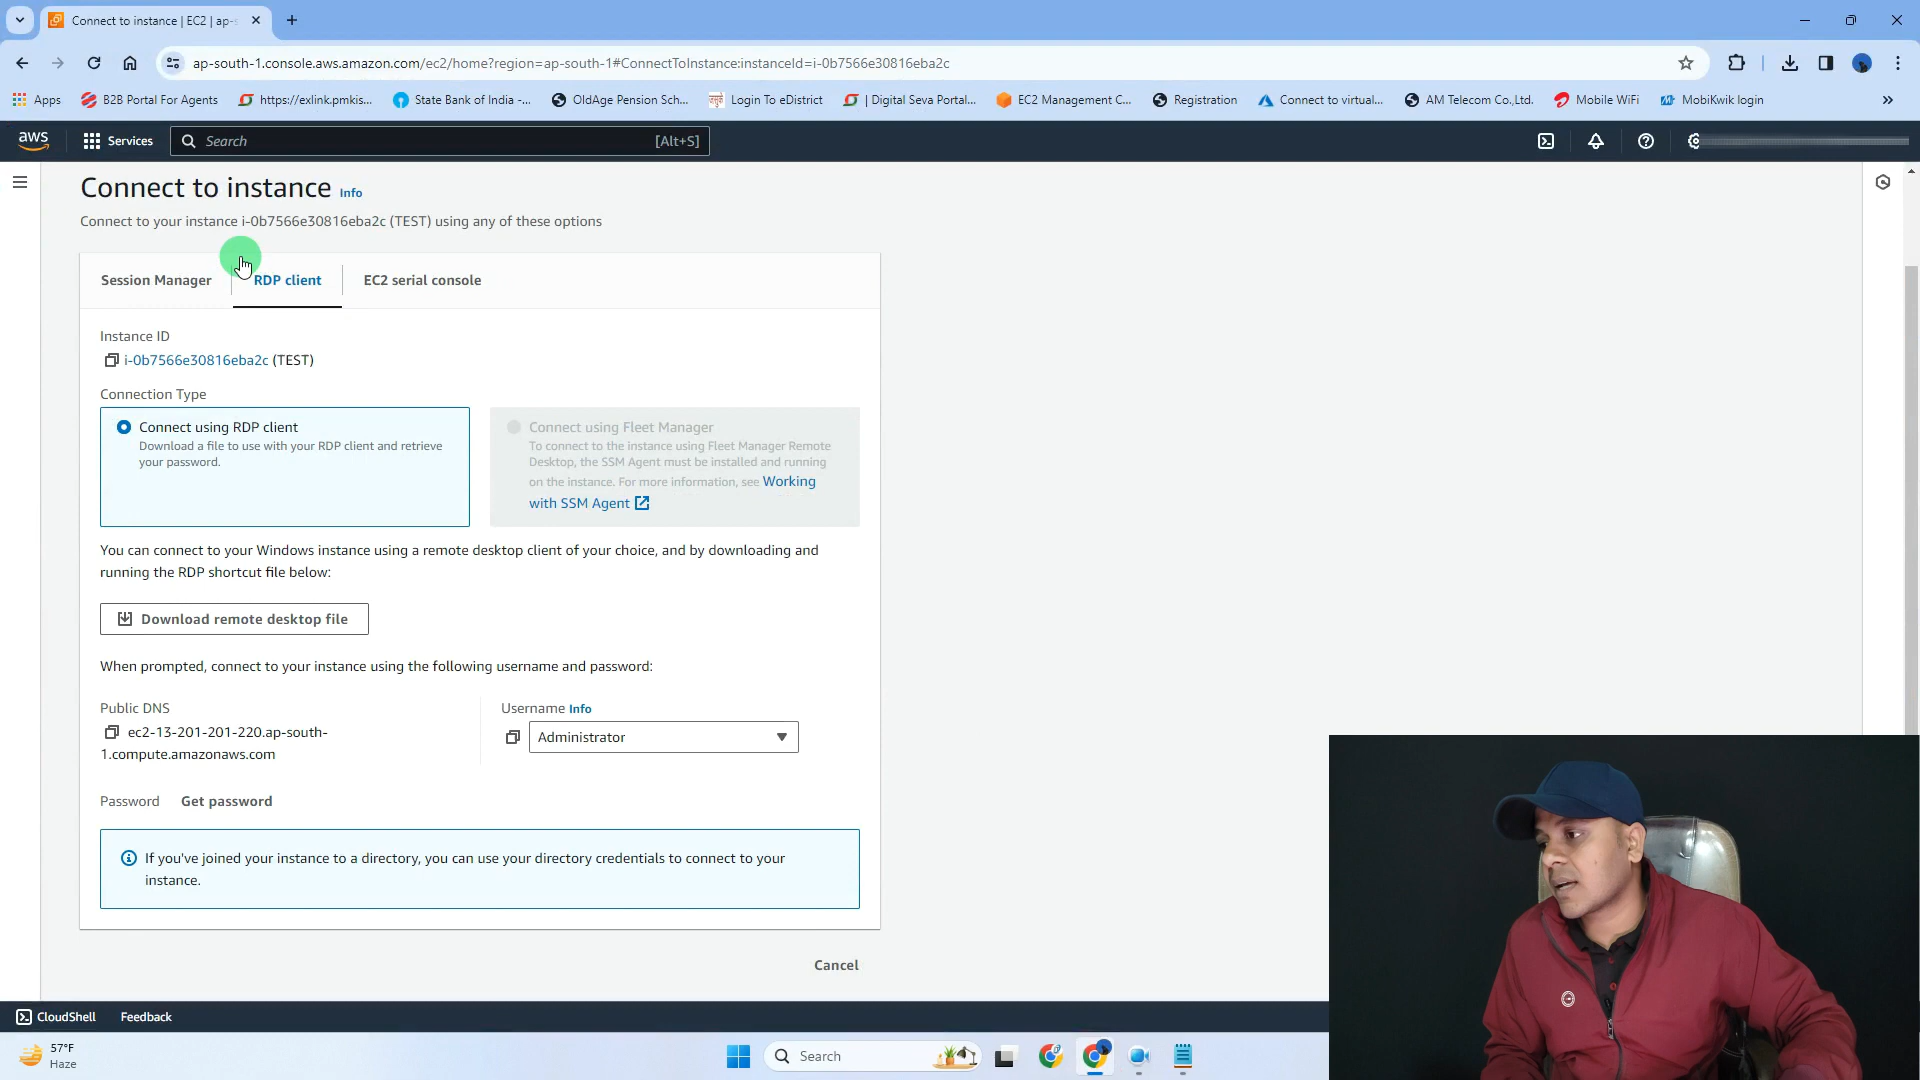 Connect to instance | EC2 | ap-
ap-south-1.console.aws.amazon.com/ec2/home?region=ap-south-1#ConnectToInstance:instanceId=i-0b7566e30816eba2c
Apps B2B Portal For Agents https://exlink.pmkis... State Bank of India -... OldAge Pension Sch... Login To eDistrict | Digital Seva Portal... EC2 Management C... Registration Connect to virtual... AM Telecom Co.,Ltd. Mobile WiFi MobiKwik login »
aws Services Search [Alt+S]
Connect to instance Info
Connect to your instance i-0b7566e30816eba2c (TEST) using any of these options
Session Manager RDP client EC2 serial console
Instance ID
i-0b7566e30816eba2c (TEST)
Connection Type
Connect using RDP client
Download a file to use with your RDP client and retrieve
your password.
Connect using Fleet Manager
To connect to the instance using Fleet Manager Remote
Desktop, the SSM Agent must be installed and running
on the instance. For more information, see Working
with SSM Agent
You can connect to your Windows instance using a remote desktop client of your choice, and by downloading and
running the RDP shortcut file below:
Download remote desktop file
When prompted, connect to your instance using the following username and password:
Public DNS
ec2-13-201-201-220.ap-south-
1.compute.amazonaws.com
Username Info
Administrator
Password Get password
If you've joined your instance to a directory, you can use your directory credentials to connect to your
instance.
Cancel
CloudShell Feedback
57°F
Haze
Search